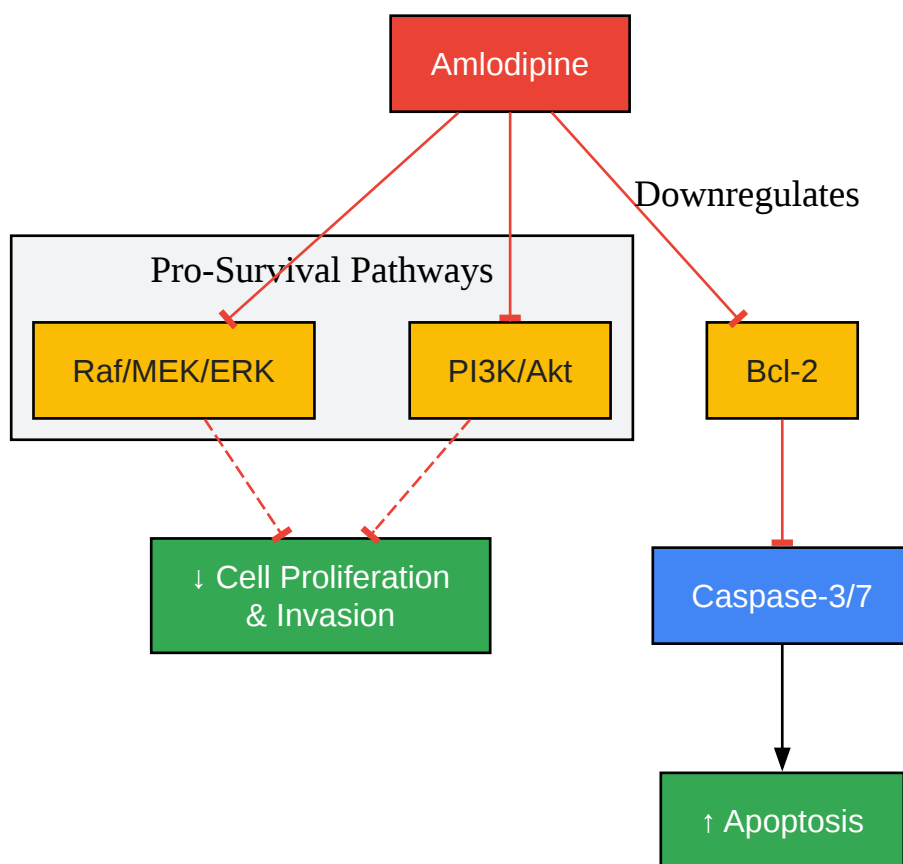 Amlodipine
Downregulates
Pro-Survival Pathways
Raf/MEK/ERK
PI3K/Akt
Bcl-2
↓ Cell Proliferation
& Invasion
Caspase-3/7
↑ Apoptosis